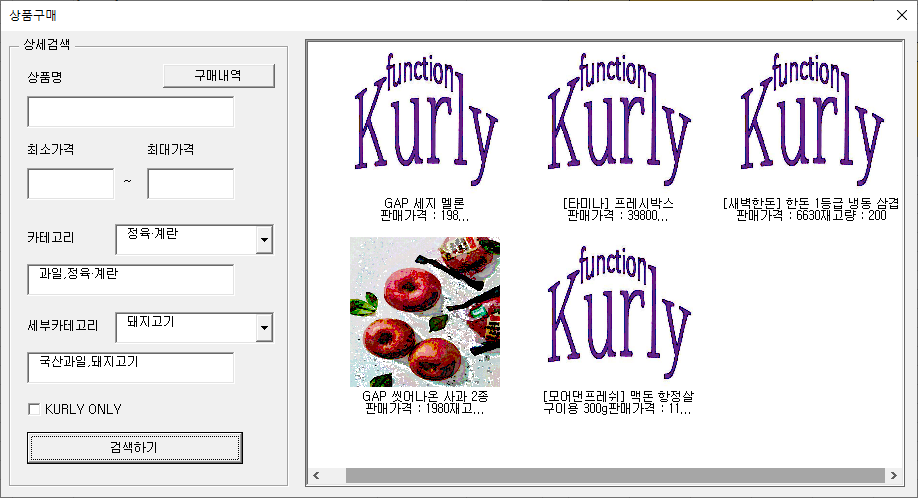 상품구매
상세검색
상품명
구매내역
최소가격
최대가격
~
카테고리
정육·계란
과일,정육·계란
세부카테고리
돼지고기
국산과일,돼지고기
KURLY ONLY
검색하기
function
Kurly
GAP 세지 멜론
판매가격 : 198...
function
Kurly
[타미나] 프레시박스
판매가격 : 39800...
function
Kurly
[새벽한돈] 한돈 1등급 냉동 삼겹
판매가격 : 6630재고량 : 200
GAP 씻어나온 사과 2종
판매가격 : 1980재고...
function
Kurly
[모어댄프레쉬] 맥돈 항정살
구이용 300g판매가격 : 11...